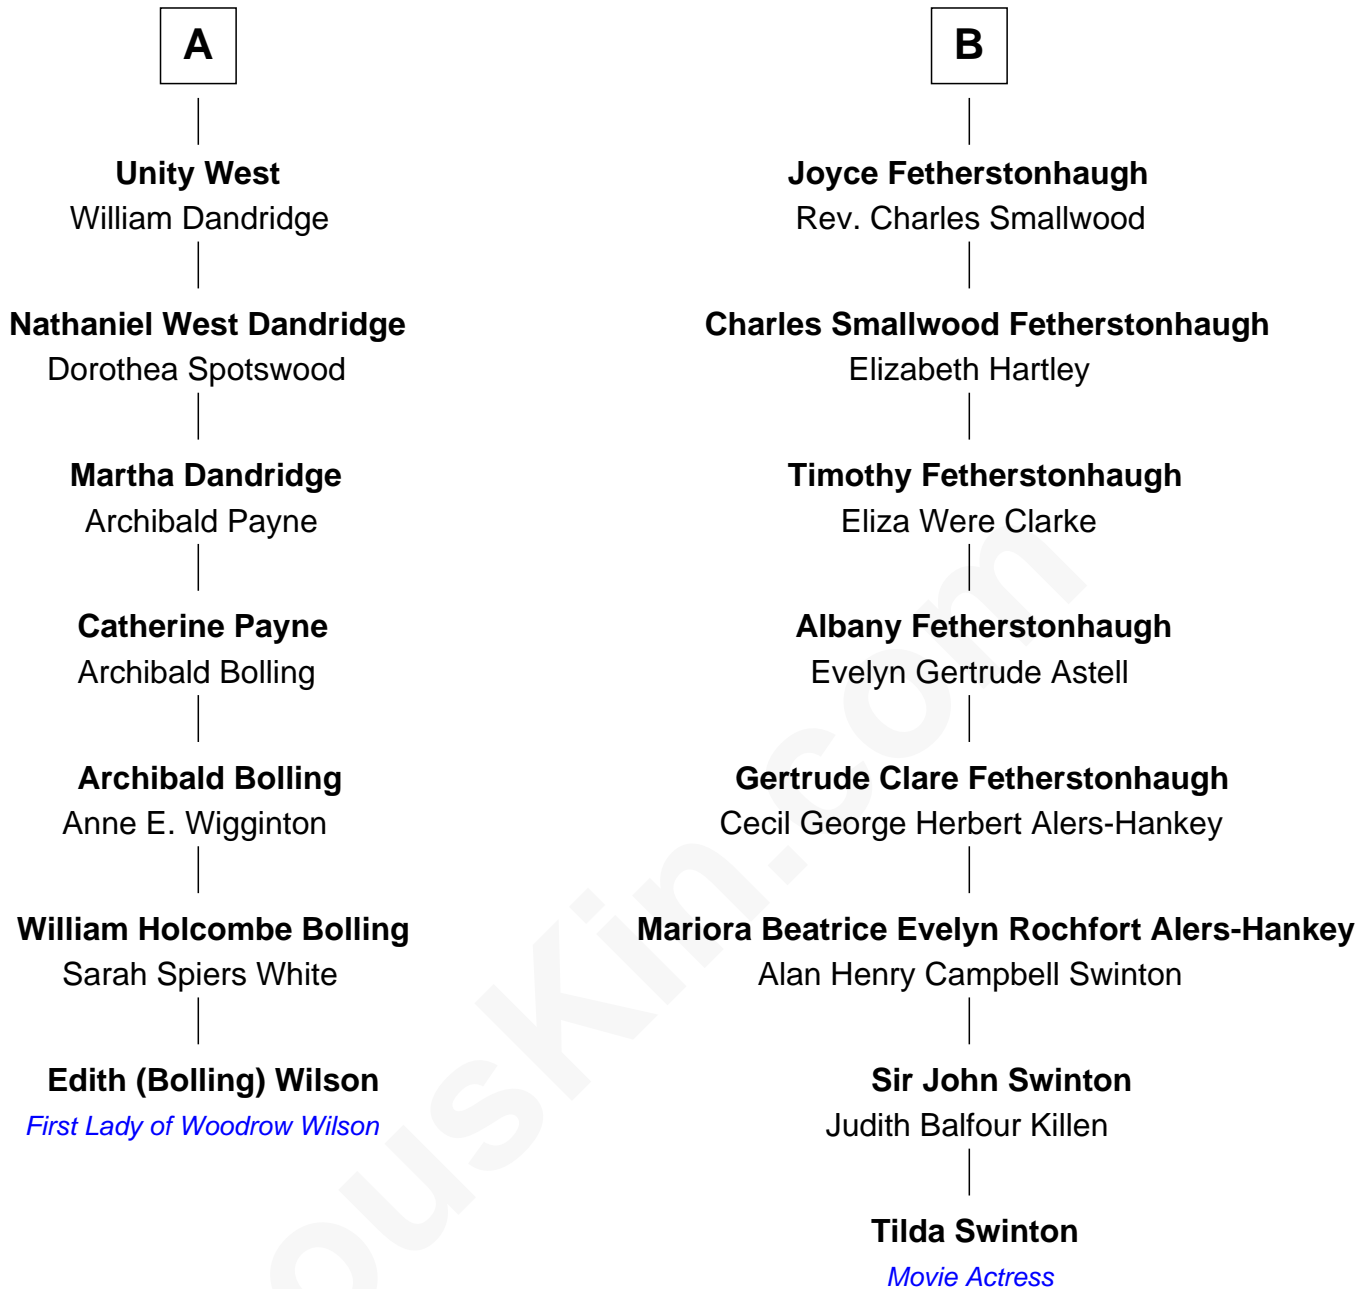 A
Unity West
William Dandridge
Nathaniel West Dandridge
Dorothea Spotswood
Martha Dandridge
Archibald Payne
Catherine Payne
Archibald Bolling
Archibald Bolling
Anne E. Wigginton
William Holcombe Bolling
Sarah Spiers White
Edith (Bolling) Wilson
First Lady of Woodrow Wilson
B
Joyce Fetherstonhaugh
Rev. Charles Smallwood
Charles Smallwood Fetherstonhaugh
Elizabeth Hartley
Timothy Fetherstonhaugh
Eliza Were Clarke
Albany Fetherstonhaugh
Evelyn Gertrude Astell
Gertrude Clare Fetherstonhaugh
Cecil George Herbert Alers-Hankey
Mariora Beatrice Evelyn Rochfort Alers-Hankey
Alan Henry Campbell Swinton
Sir John Swinton
Judith Balfour Killen
Tilda Swinton
Movie Actress
ousKin.com